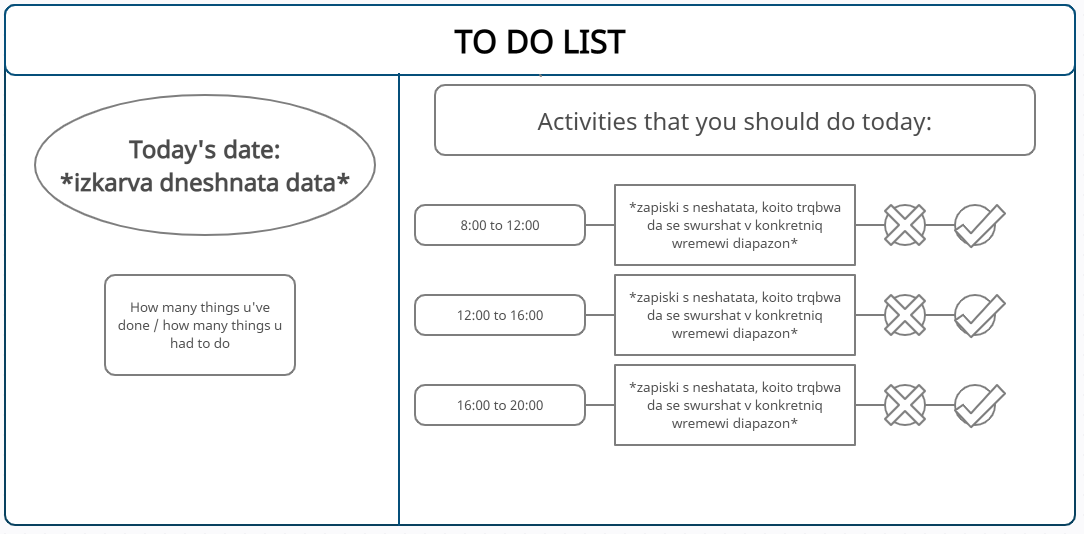 TO DO LIST
Today's date:
*izkarva dneshnata data*
How many things u've
done / how many things u
had to do
Activities that you should do today:
8:00 to 12:00
*zapiski s neshatata, koito trqbwa
da se swurshat v konkretniq
wremewi diapazon*
12:00 to 16:00
*zapiski s neshatata, koito trqbwa
da se swurshat v konkretniq
wremewi diapazon*
16:00 to 20:00
*zapiski s neshatata, koito trqbwa
da se swurshat v konkretniq
wremewi diapazon*